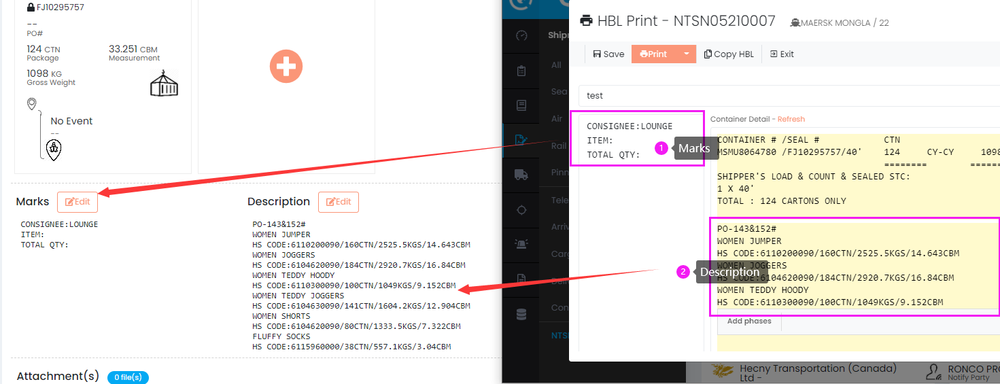 FJ10295757
--
PO#
124 CTN
Package
33.251 CBM
Measurement
1098 KG
Gross Weight
No Event
--
Marks
Edit
CONSIGNEE:LOUNGE
ITEM:
TOTAL QTY:
Description
Edit
PO-143&152#
WOMEN JUMPER
HS CODE:6110200090/160CTN/2525.5KGS/14.643CBM
WOMEN JOGGERS
HS CODE:6104620090/184CTN/2920.7KGS/16.84CBM
WOMEN TEDDY HOODY
HS CODE:6110300090/100CTN/1049KGS/9.152CBM
WOMEN TEDDY JOGGERS
HS CODE:6104630090/141CTN/1604.2KGS/12.904CBM
WOMEN SHORTS
HS CODE:6104620090/80CTN/1333.5KGS/7.322CBM
FLUFFY SOCKS
HS CODE:6115960000/38CTN/557.1KGS/3.04CBM
Attachment(s)
0 file(s)
Shipm
All
Sea
Air
Rail
Pinn
Tele
Arriv
Carg
Con
NTSN
HBL Print - NTSN05210007
MAERSK MONGLA / 22
Save
Print
Copy HBL
Exit
test
CONSIGNEE:LOUNGE
ITEM:
TOTAL QTY:
1
Marks
Container Detail - Refresh
CONTAINER # /SEAL # CTN
MSMU8064780 /FJ10295757/40' 124 CY-CY 1098
======== ======
SHIPPER'S LOAD & COUNT & SEALED STC:
1 X 40'
TOTAL : 124 CARTONS ONLY
PO-143&152#
WOMEN JUMPER
HS CODE:6110200090/160CTN/2525.5KGS/14.643CBM
WOMEN JOGGERS
2
Description
HS CODE:6104620090/184CTN/2920.7KGS/16.84CBM
WOMEN TEDDY HOODY
HS CODE:6110300090/100CTN/1049KGS/9.152CBM
Add phases
Hecny Transportation (Canada)
Ltd -
RONCO PRO
Notify Party